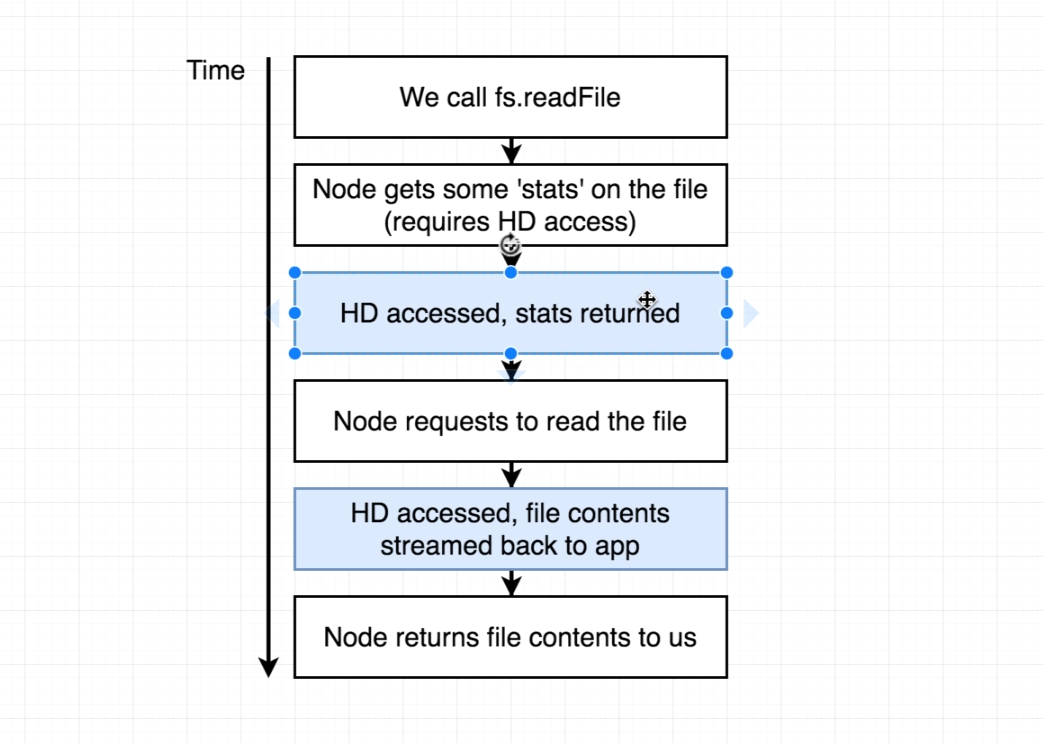 Time
We call fs.readFile
Node gets some 'stats' on the file
(requires HD access)
HD accessed, stats returned
Node requests to read the file
HD accessed, file contents
streamed back to app
Node returns file contents to us